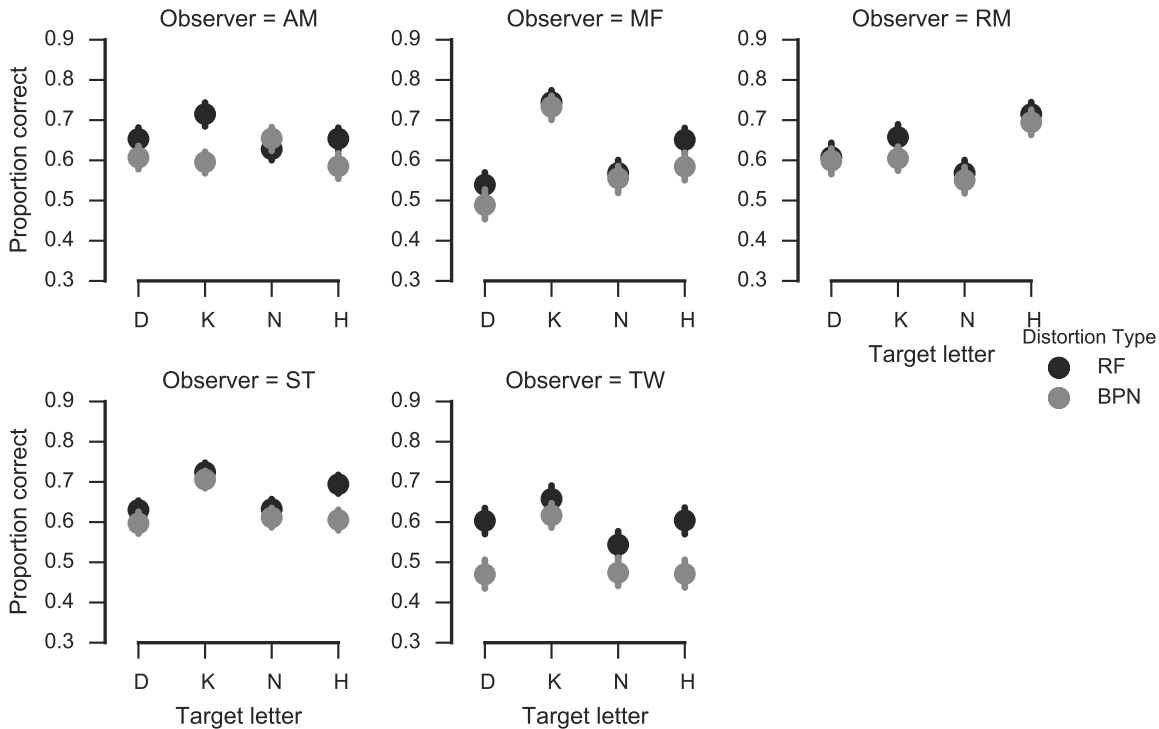 Observer = AM
Observer = MF
Observer = RM
0.9
0.8
0.7
0.6
0.5
0.4
0.3
Proportion correct
D K N H
0.9
0.8
0.7
0.6
0.5
0.4
0.3
D K N H
0.9
0.8
0.7
0.6
0.5
0.4
0.3
D K N H
Target letter
Distortion Type
RF
BPN
Observer = ST
Observer = TW
0.9
0.8
0.7
0.6
0.5
0.4
0.3
Proportion correct
D K N H
Target letter
0.9
0.8
0.7
0.6
0.5
0.4
0.3
D K N H
Target letter